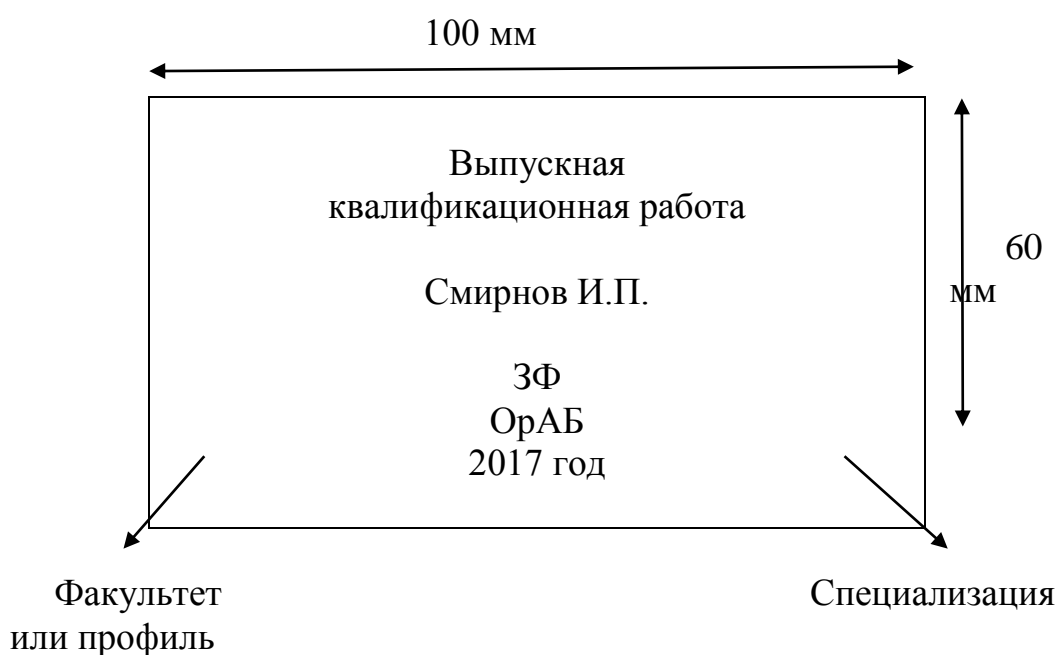 100 мм
Выпускная
квалификационная работа
60
мм
Смирнов И.П.
ЗФ
ОрАБ
2017 год
Факультет
или профиль
Специализация